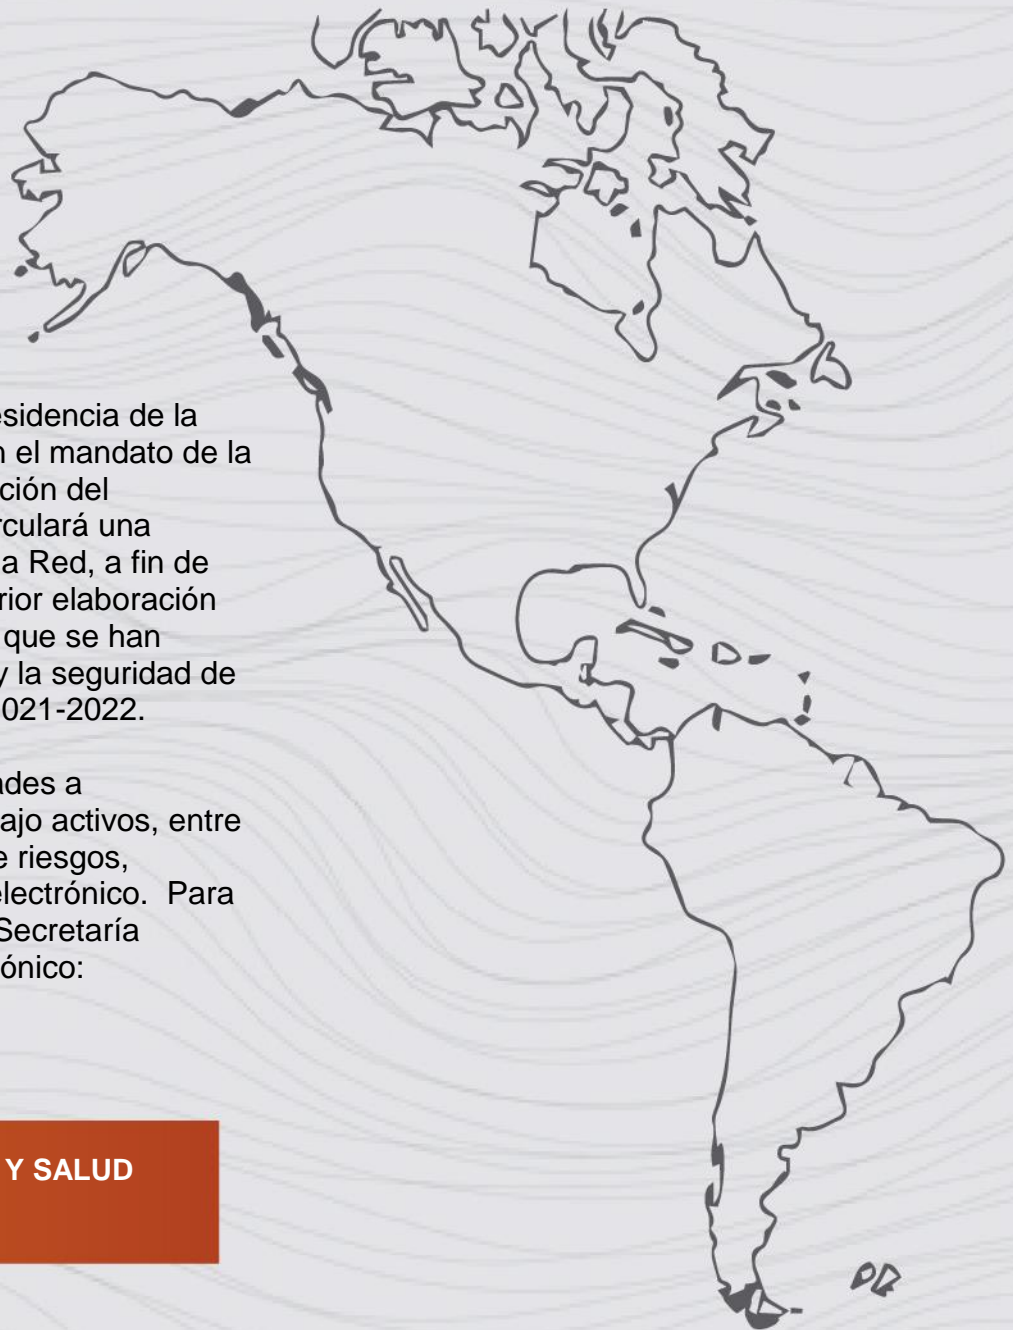 esidencia de la
n el mandato de la
ción del
rculará una
a Red, a fin de
rior elaboración
que se han
y la seguridad de
021-2022.
ades a
ajo activos, entre
e riesgos,
electrónico. Para
Secretaría
ónico:
Y SALUD